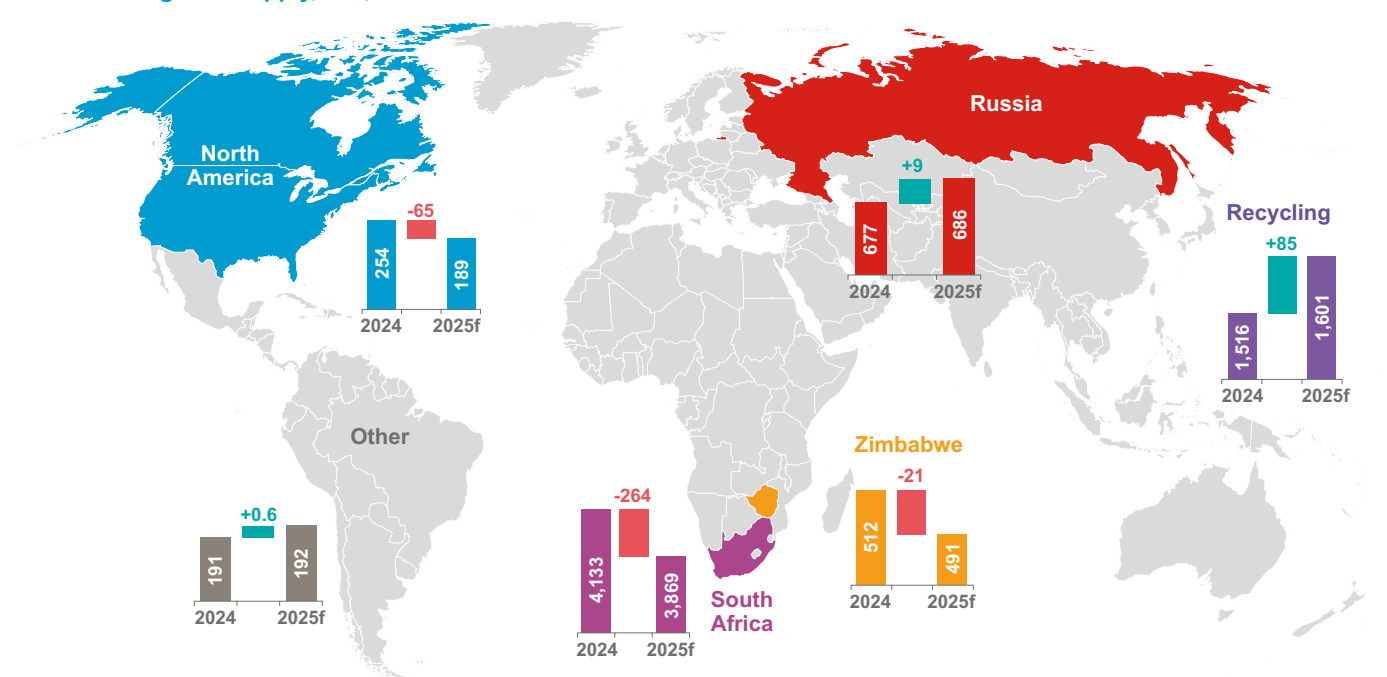 North
America
-65
254
189
2024
2025f
Russia
+9
677
686
2024
2025f
Recycling
+85
1,516
1,601
2024
2025f
Other
+0.6
191
192
2024
2025f
-264
4,133
3,869
2024
2025f
South
Africa
Zimbabwe
-21
512
491
2024
2025f